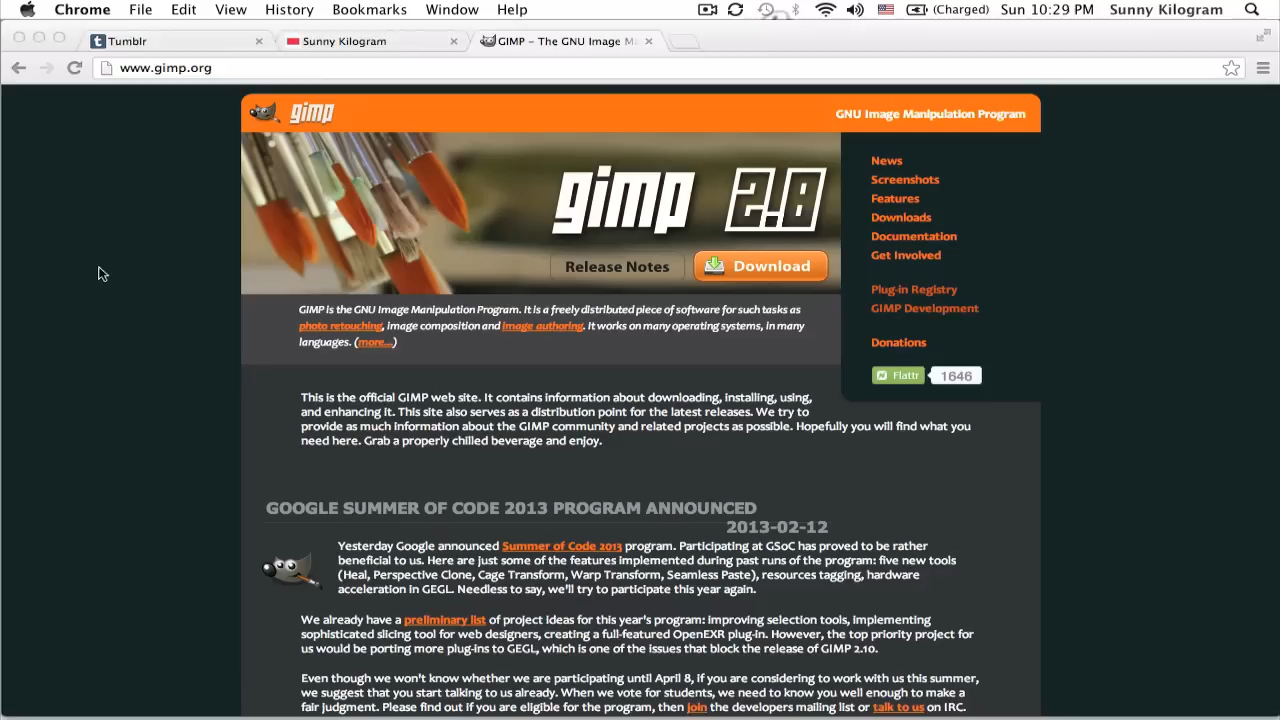 Chrome File Edit View History Bookmarks Window Help (Charged) Sun 10:29 PM Sunny Kilogram
Tumblr Sunny Kilogram GIMP – The GNU Image Ma
www.gimp.org
gimp GNU Image Manipulation Program
gimp 2.8
Release Notes Download
News
Screenshots
Features
Downloads
Documentation
Get Involved
Plug-in Registry
GIMP Development
Donations
Flattr 1646
GIMP is the GNU Image Manipulation Program. It is a freely distributed piece of software for such tasks as
photo retouching, image composition and image authoring. It works on many operating systems, in many
languages. (more...)
This is the official GIMP web site. It contains information about downloading, installing, using,
and enhancing it. This site also serves as a distribution point for the latest releases. We try to
provide as much information about the GIMP community and related projects as possible. Hopefully you will find what you
need here. Grab a properly chilled beverage and enjoy.
GOOGLE SUMMER OF CODE 2013 PROGRAM ANNOUNCED
2013-02-12
Yesterday Google announced Summer of Code 2013 program. Participating at GSoC has proved to be rather
beneficial to us. Here are just some of the features implemented during past runs of the program: five new tools
(Heal, Perspective Clone, Cage Transform, Warp Transform, Seamless Paste), resources tagging, hardware
acceleration in GEGL. Needless to say, we'll try to participate this year again.
We already have a preliminary list of project ideas for this year's program: improving selection tools, implementing
sophisticated slicing tool for web designers, creating a full-featured OpenEXR plug-in. However, the top priority project for
us would be porting more plug-ins to GEGL, which is one of the issues that block the release of GIMP 2.10.
Even though we won't know whether we are participating until April 8, if you are considering to work with us this summer,
we suggest that you start talking to us already. When we vote for students, we need to know you well enough to make a
fair judgment. Please find out if you are eligible for the program, then join the developers mailing list or talk to us on IRC.